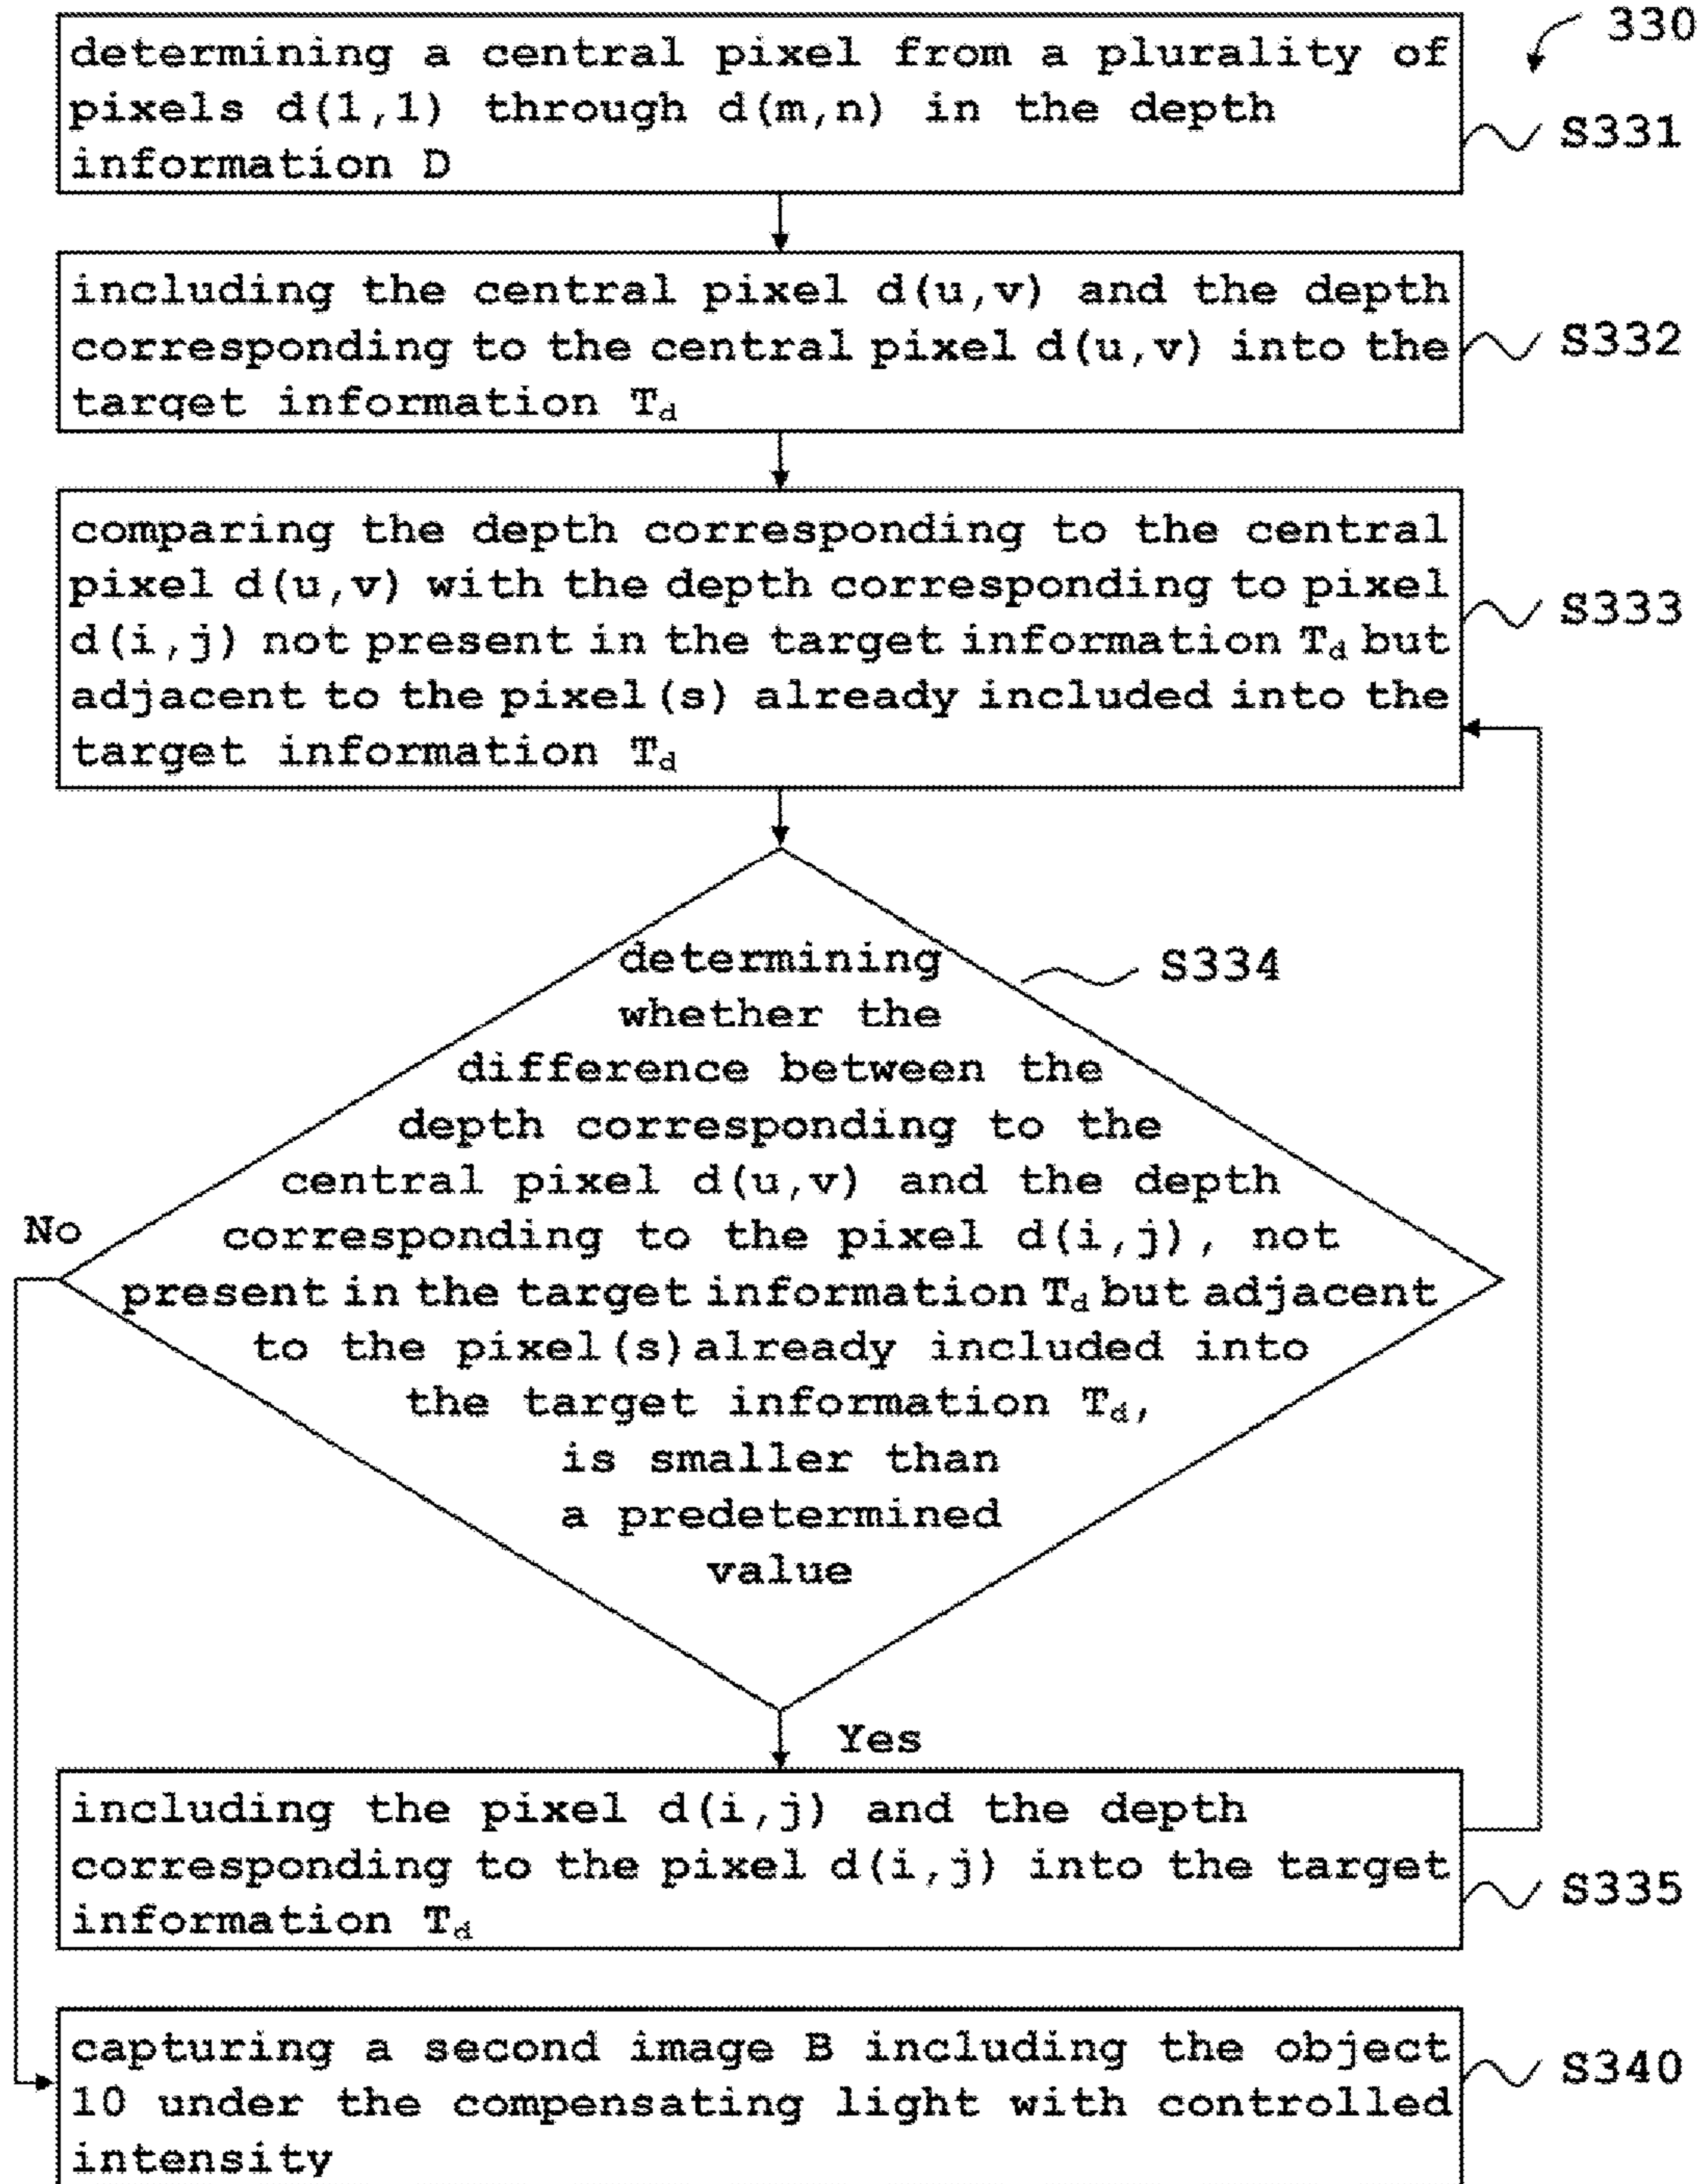 330
determining a central pixel from a plurality of
pixels d(1,1) through d(m,n) in the depth
information D
S331
including the central pixel d(u,v) and the depth
corresponding to the central pixel d(u,v) into the
target information Td
S332
comparing the depth corresponding to the central
pixel d(u,v) with the depth corresponding to pixel
d(i,j) not present in the target information Td but
adjacent to the pixel(s) already included into the
target information Td
S333
determining
whether the
difference between the
depth corresponding to the
central pixel d(u,v) and the depth
corresponding to the pixel d(i,j), not
present in the target information Td but adjacent
to the pixel(s)already included into
the target information Td,
is smaller than
a predetermined
value
S334
No
Yes
including the pixel d(i,j) and the depth
corresponding to the pixel d(i,j) into the target
information Td
S335
capturing a second image B including the object
10 under the compensating light with controlled
intensity
S340